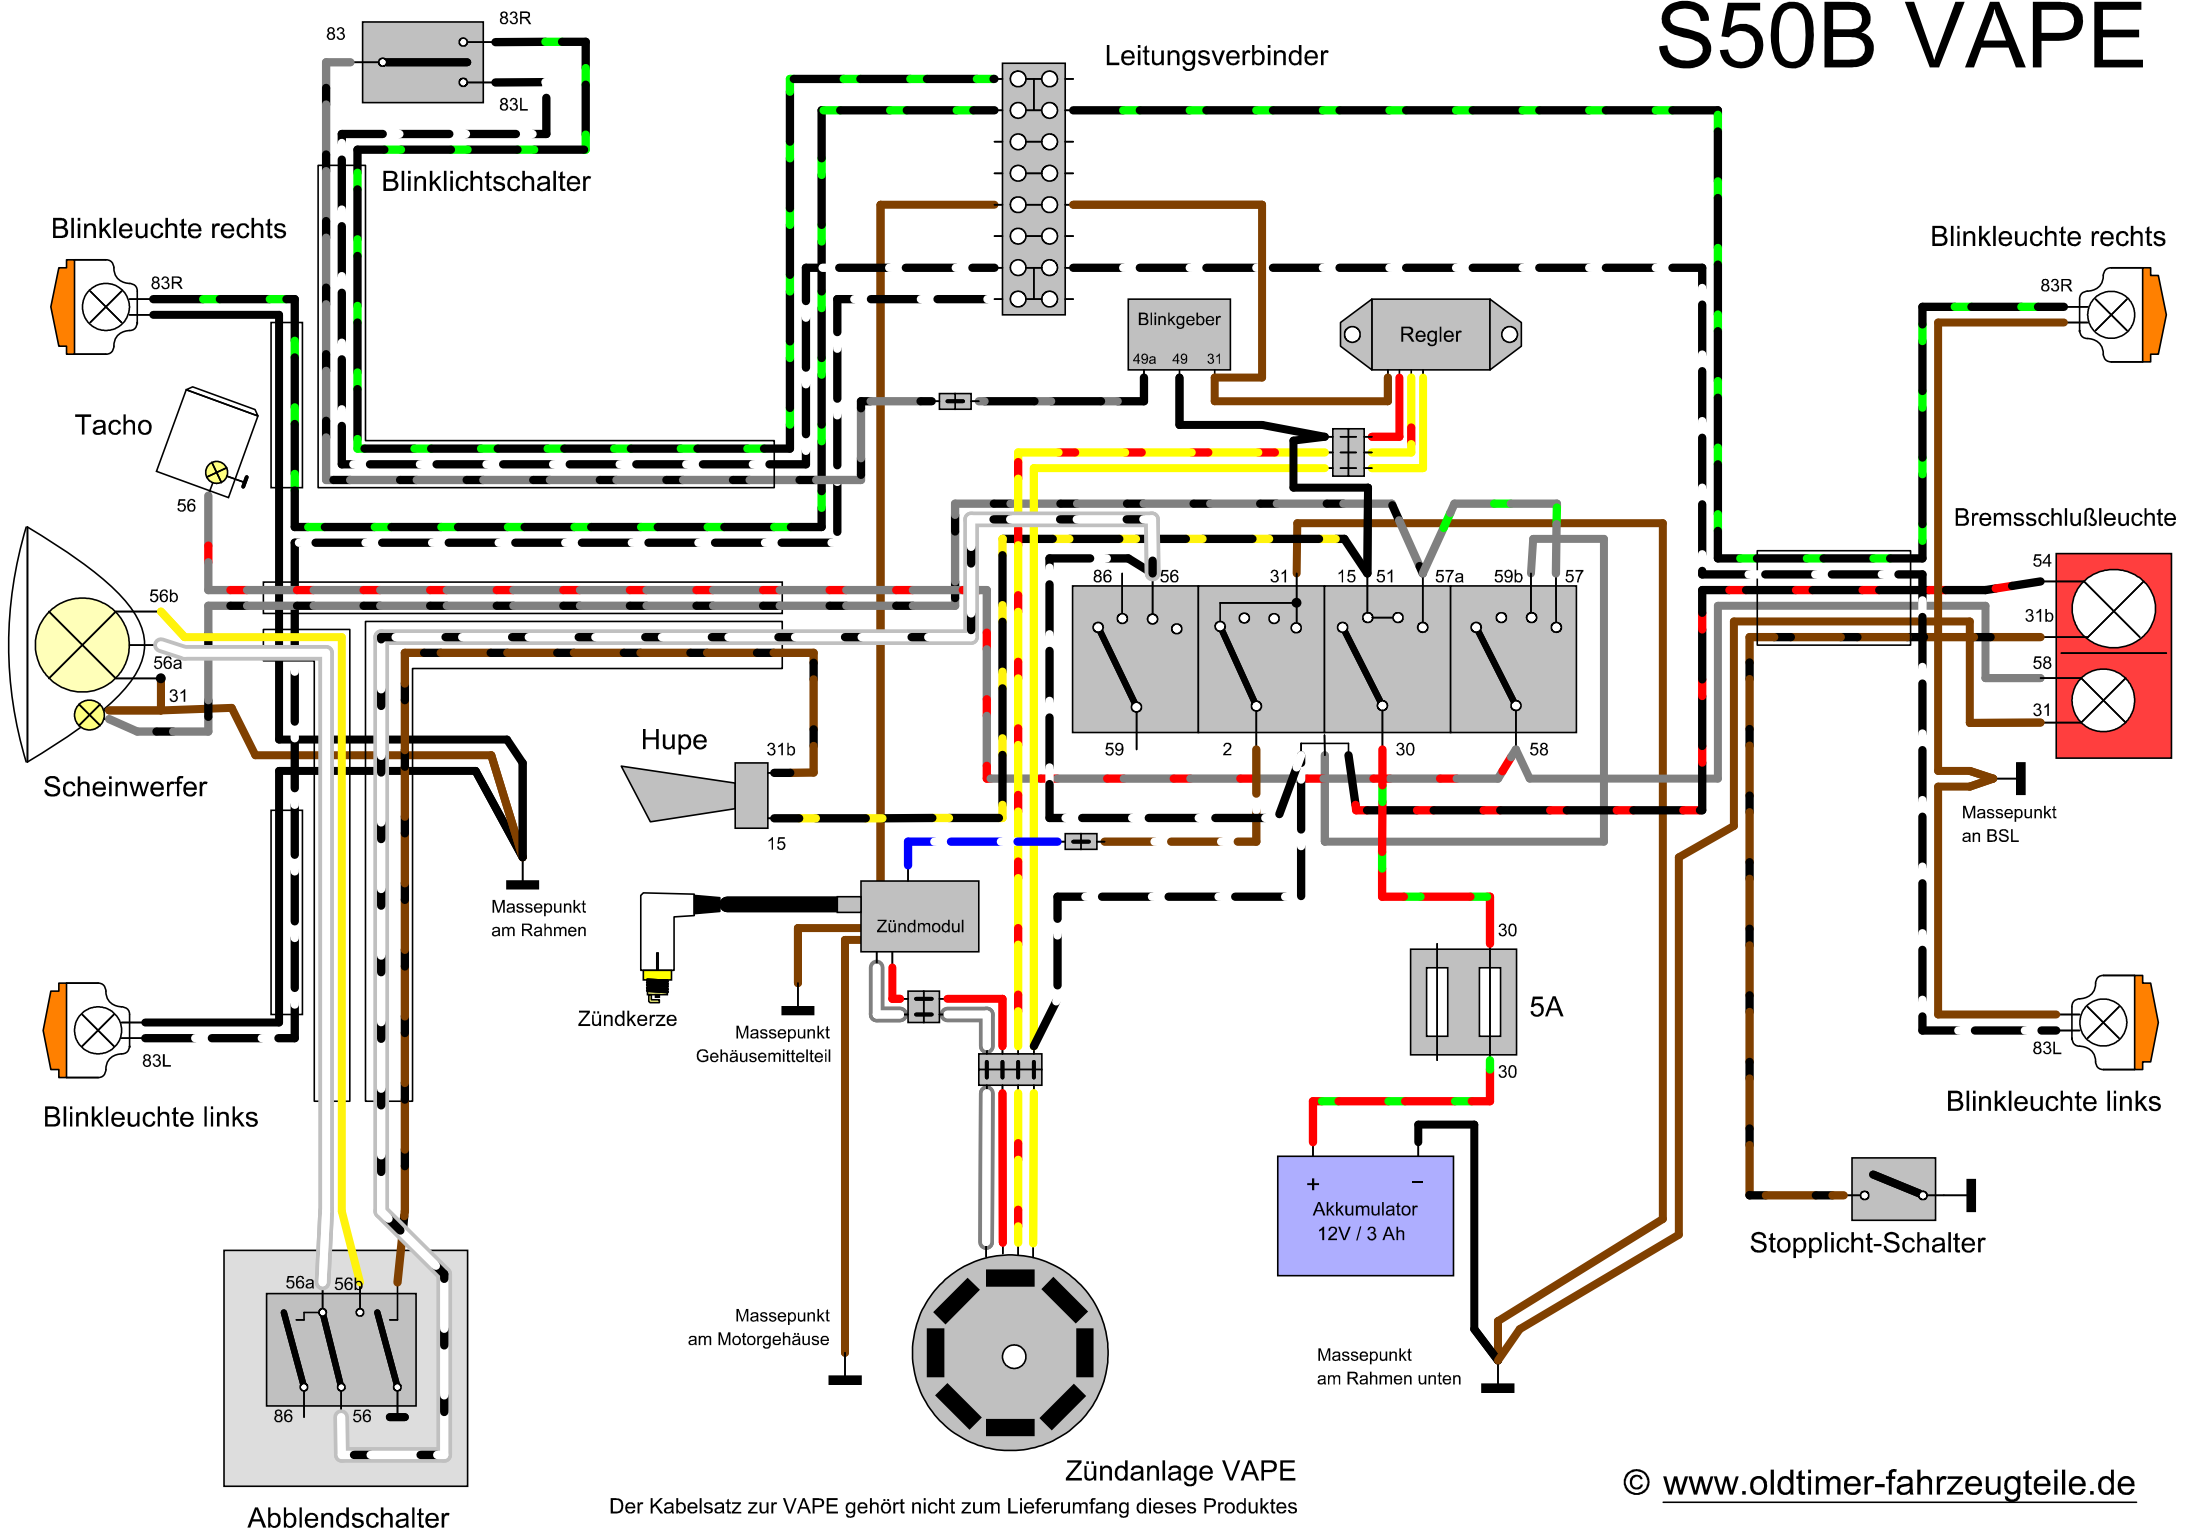 S50B VAPE
83R
83
83L
Blinklichtschalter
Leitungsverbinder
Blinkleuchte rechts
83R
Blinkleuchte rechts
83R
Blinkgeber
49a
49
31
Regler
Tacho
56
Bremsschlußleuchte
54
31b
58
31
56b
56a
31
Scheinwerfer
86
56
31
15
51
57a
59b
57
59
2
30
58
Hupe
31b
15
Massepunkt
an BSL
Massepunkt
am Rahmen
Zündmodul
Zündkerze
Massepunkt
Gehäusemittelteil
30
5A
30
83L
Blinkleuchte links
83L
Blinkleuchte links
+
−
Akkumulator
12V / 3 Ah
Stopplicht-Schalter
56a
56b
86
56
Abblendschalter
Massepunkt
am Motorgehäuse
Massepunkt
am Rahmen unten
Zündanlage VAPE
Der Kabelsatz zur VAPE gehört nicht zum Lieferumfang dieses Produktes
© www.oldtimer-fahrzeugteile.de